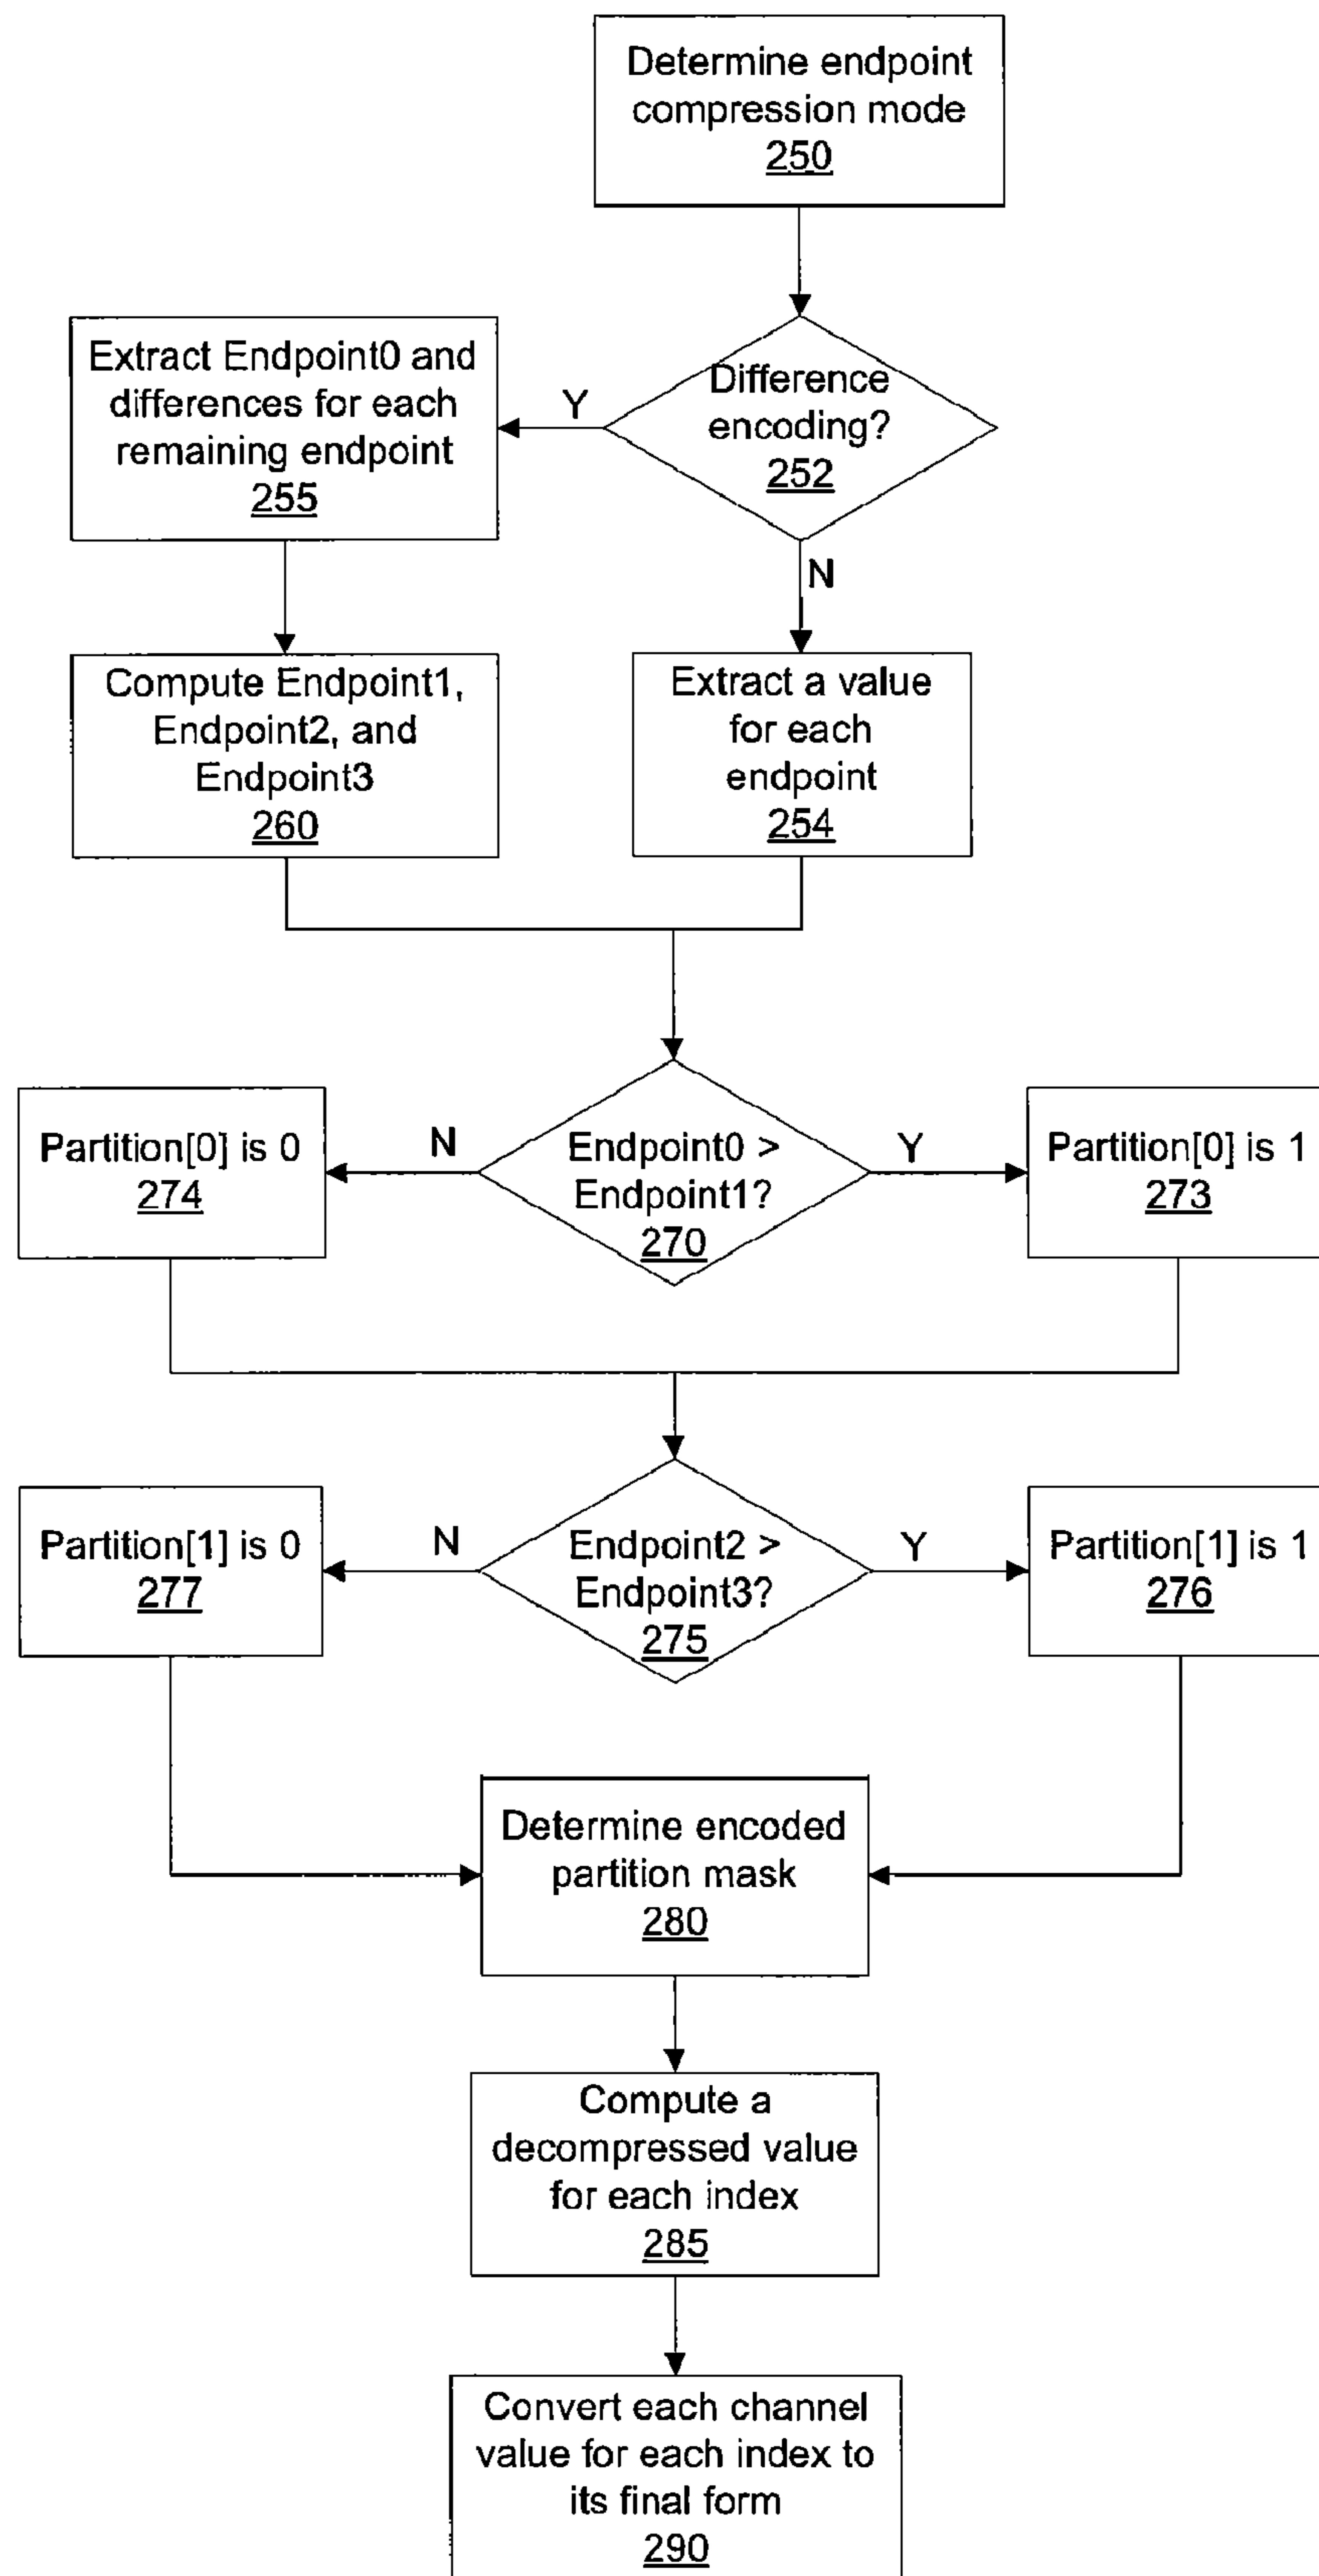 Determine endpoint
compression mode
250
Difference
encoding?
252
Y
Extract Endpoint0 and
differences for each
remaining endpoint
255
N
Compute Endpoint1,
Endpoint2, and
Endpoint3
260
Extract a value
for each
endpoint
254
Endpoint0 >
Endpoint1?
270
N
Y
Partition[0] is 0
274
Partition[0] is 1
273
Endpoint2 >
Endpoint3?
275
N
Y
Partition[1] is 0
277
Partition[1] is 1
276
Determine encoded
partition mask
280
Compute a
decompressed value
for each index
285
Convert each channel
value for each index to
its final form
290